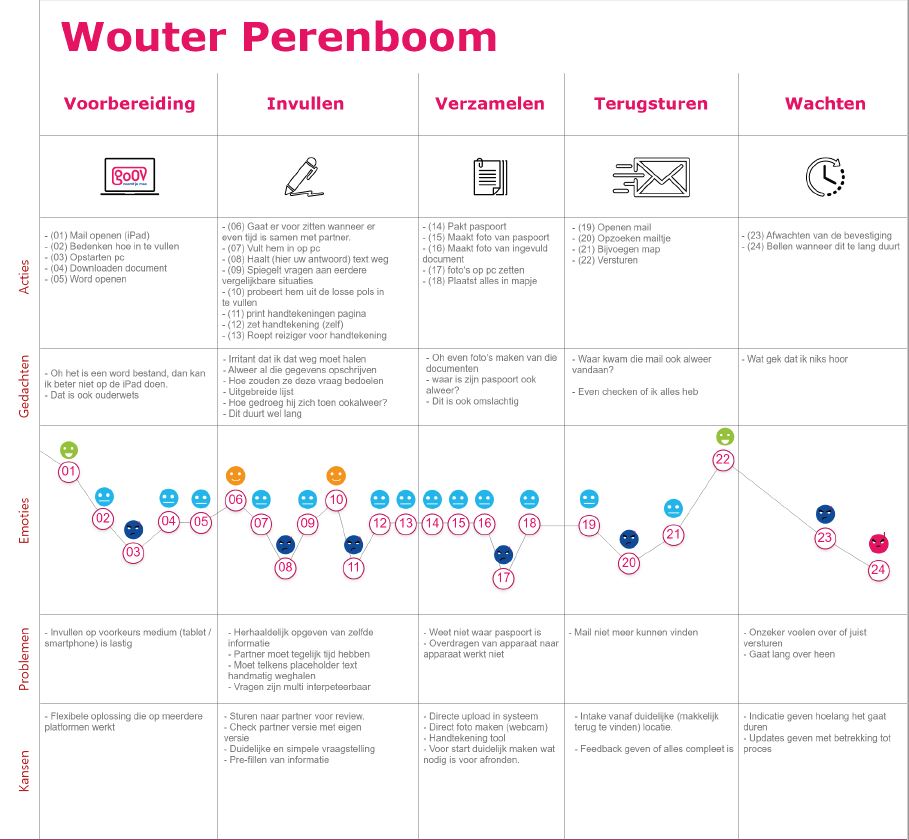 Wouter Perenboom
Voorbereiding
Invullen
Verzamelen
Terugsturen
Wachten
GoOV
Acties
- (01) Mail openen (iPad)
- (02) Bedenken hoe in te vullen
- (03) Opstarten pc
- (04) Downloaden document
- (05) Word openen
- (06) Gaat er voor zitten wanneer er
even tijd is samen met partner.
- (07) Vult hem in op pc
- (08) Haalt (hier uw antwoord) text weg
- (09) Spiegelt vragen aan eerdere
vergelijkbare situaties
- (10) probeert hem uit de losse pols in
te vullen
- (11) print handtekeningen pagina
- (12) zet handtekening (zelf)
- (13) Roept reiziger voor handtekening
- (14) Pakt paspoort
- (15) Maakt foto van paspoort
- (16) Maakt foto van ingevuld
document
- (17) foto's op pc zetten
- (18) Plaatst alles in mapje
- (19) Openen mail
- (20) Opzoeken mailtje
- (21) Bijvoegen map
- (22) Versturen
- (23) Afwachten van de bevestiging
- (24) Bellen wanneer dit te lang duurt
Gedachten
- Oh het is een word bestand, dan kan
ik beter niet op de iPad doen.
- Dat is ook ouderwets
- Irritant dat ik dat weg moet halen
- Alweer al die gegevens opschrijven
- Hoe zouden ze deze vraag bedoelen
- Uitgebreide lijst
- Hoe gedroeg hij zich toen ookalweer?
- Dit duurt wel lang
- Oh even foto's maken van die
documenten
- waar is zijn paspoort ook
alweer?
- Dit is ook omslachtig
- Waar kwam die mail ook alweer
vandaan?
- Even checken of ik alles heb
- Wat gek dat ik niks hoor
Emoties
01
02
03
04
05
06
07
08
09
10
11
12
13
14
15
16
17
18
19
20
21
22
23
24
Problemen
- Invullen op voorkeurs medium (tablet /
smartphone) is lastig
- Herhaaldelijk opgeven van zelfde
informatie
- Partner moet tegelijk tijd hebben
- Moet telkens placeholder text
handmatig weghalen
- Vragen zijn multi interpeteerbaar
- Weet niet waar paspoort is
- Overdragen van apparaat naar
apparaat werkt niet
- Mail niet meer kunnen vinden
- Onzeker voelen over of juist
versturen
- Gaat lang over heen
Kansen
- Flexibele oplossing die op meerdere
platformen werkt
- Sturen naar partner voor review.
- Check partner versie met eigen
versie
- Duidelijke en simpele vraagstelling
- Pre-fillen van informatie
- Directe upload in systeem
- Direct foto maken (webcam)
- Handtekening tool
- Voor start duidelijk maken wat
nodig is voor afronden.
- Intake vanaf duidelijke (makkelijk
terug te vinden) locatie.
- Feedback geven of alles compleet is
- Indicatie geven hoelang het gaat
duren
- Updates geven met betrekking tot
proces